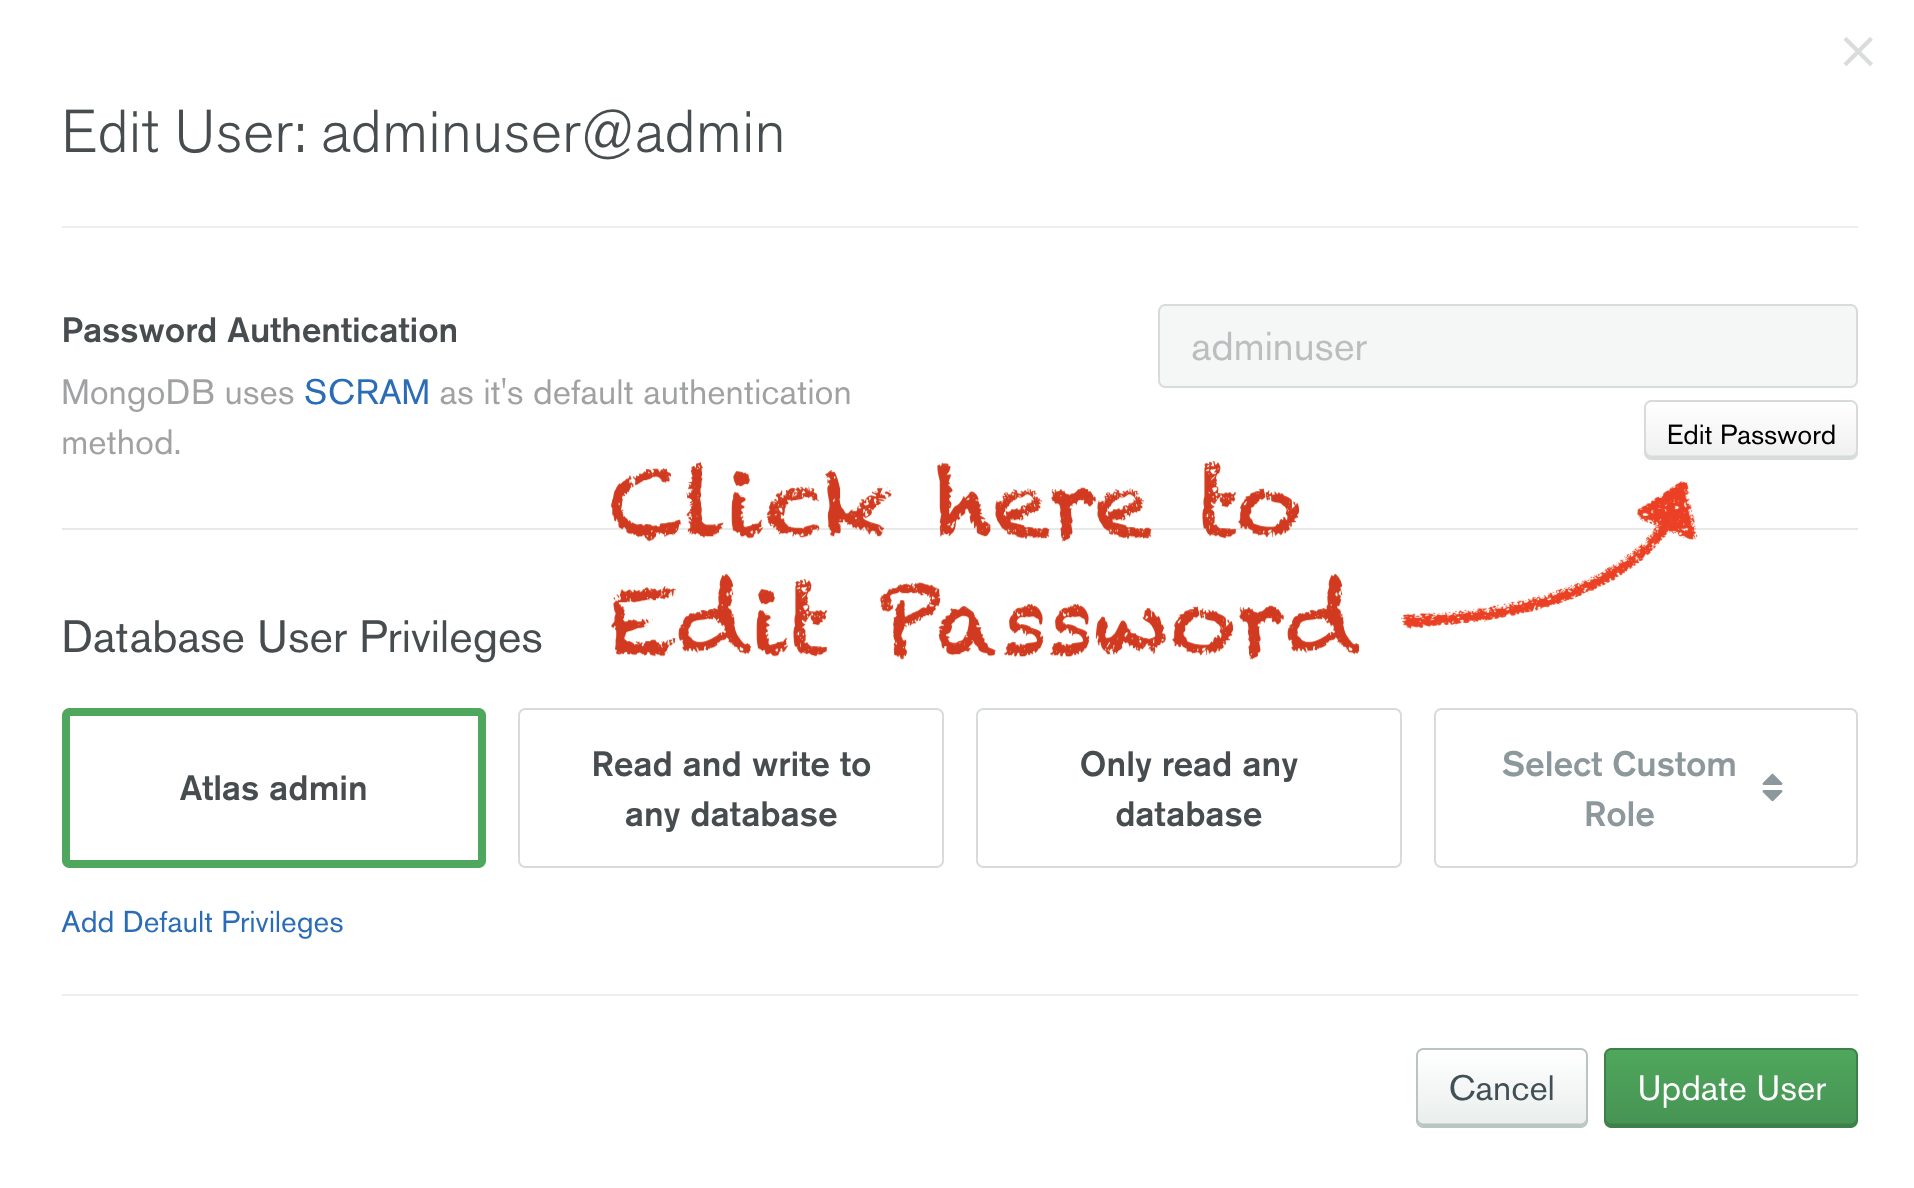 Edit User: adminuser@admin
Password Authentication
MongoDB uses SCRAM as it's default authentication
method.
adminuser
Edit Password
Click here to
Edit Password
Database User Privileges
Atlas admin
Read and write to
any database
Only read any
database
Select Custom
Role
Add Default Privileges
Cancel
Update User